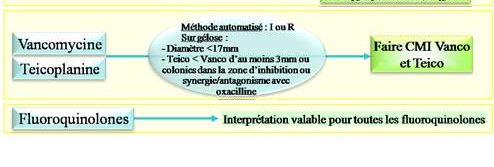 Vancomycine
Teicoplanine
Méthode automatisé : I ou R
Sur gélose :
- Diamètre <17mm
- Teico < Vanco d’au moins 3mm ou
colonies dans la zone d’inhibition ou
synergie/antagonisme avec
oxacilline
Faire CMI Vanco
et Teico
Fluoroquinolones
Interprétation valable pour toutes les fluoroquinolones